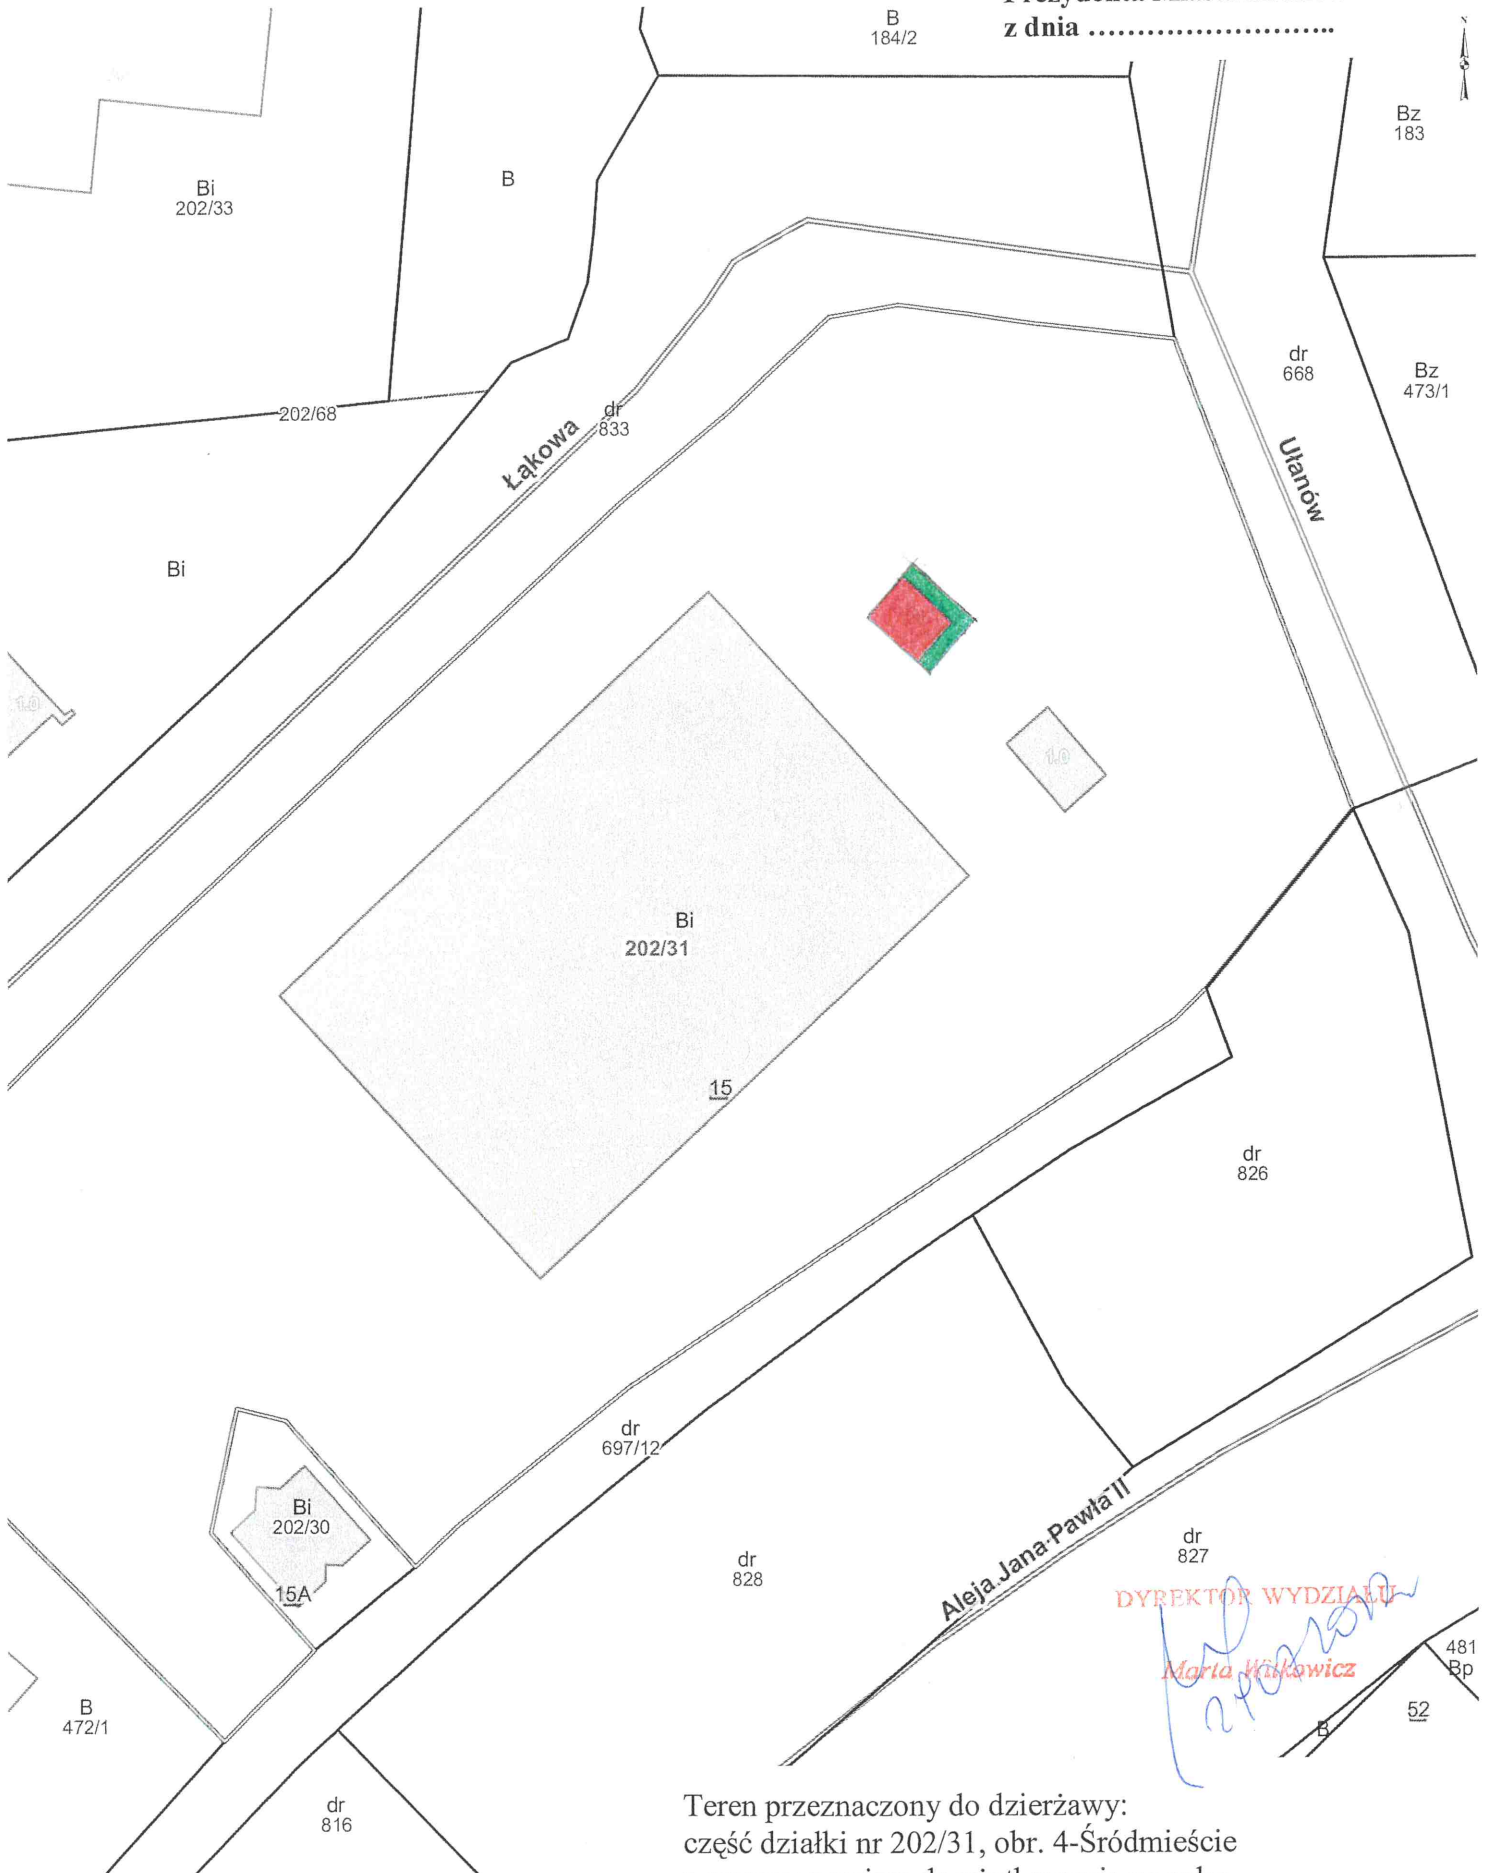 z dnia ...........................
B
184/2
N
Bz
183
Bi
202/33
B
dr
668
Bz
473/1
202/68
dr
833
Łąkowa
Ułanów
Bi
1.0
1.0
Bi
202/31
15
dr
826
dr
697/12
Bi
202/30
15A
dr
828
Aleja Jana Pawła II
dr
827
DYREKTOR WYDZIAŁU
Marta Witkowicz
481
Bp
52
B
B
472/1
dr
816
Teren przeznaczony do dzierżawy:
część działki nr 202/31, obr. 4-Śródmieście